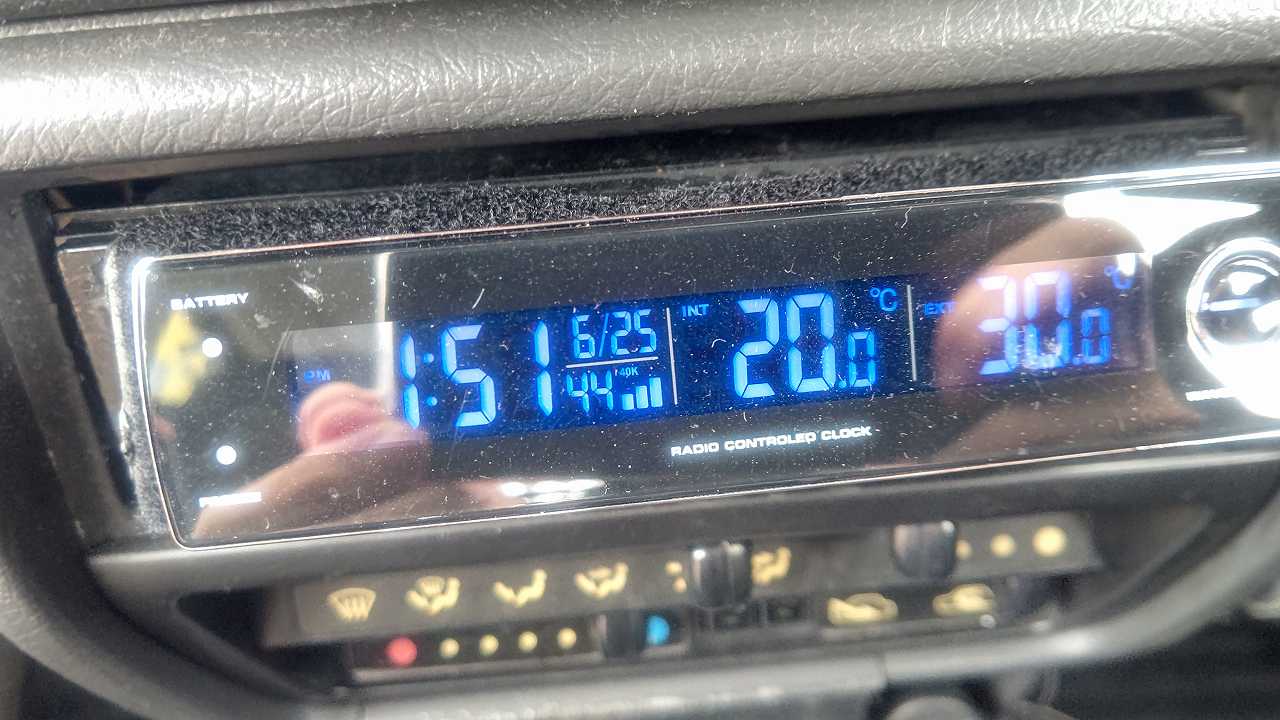 BATTERY
PM 1:51 6/25 INT 20.0 °C EXT 30.0 °C
44 40K
RADIO CONTROLED CLOCK